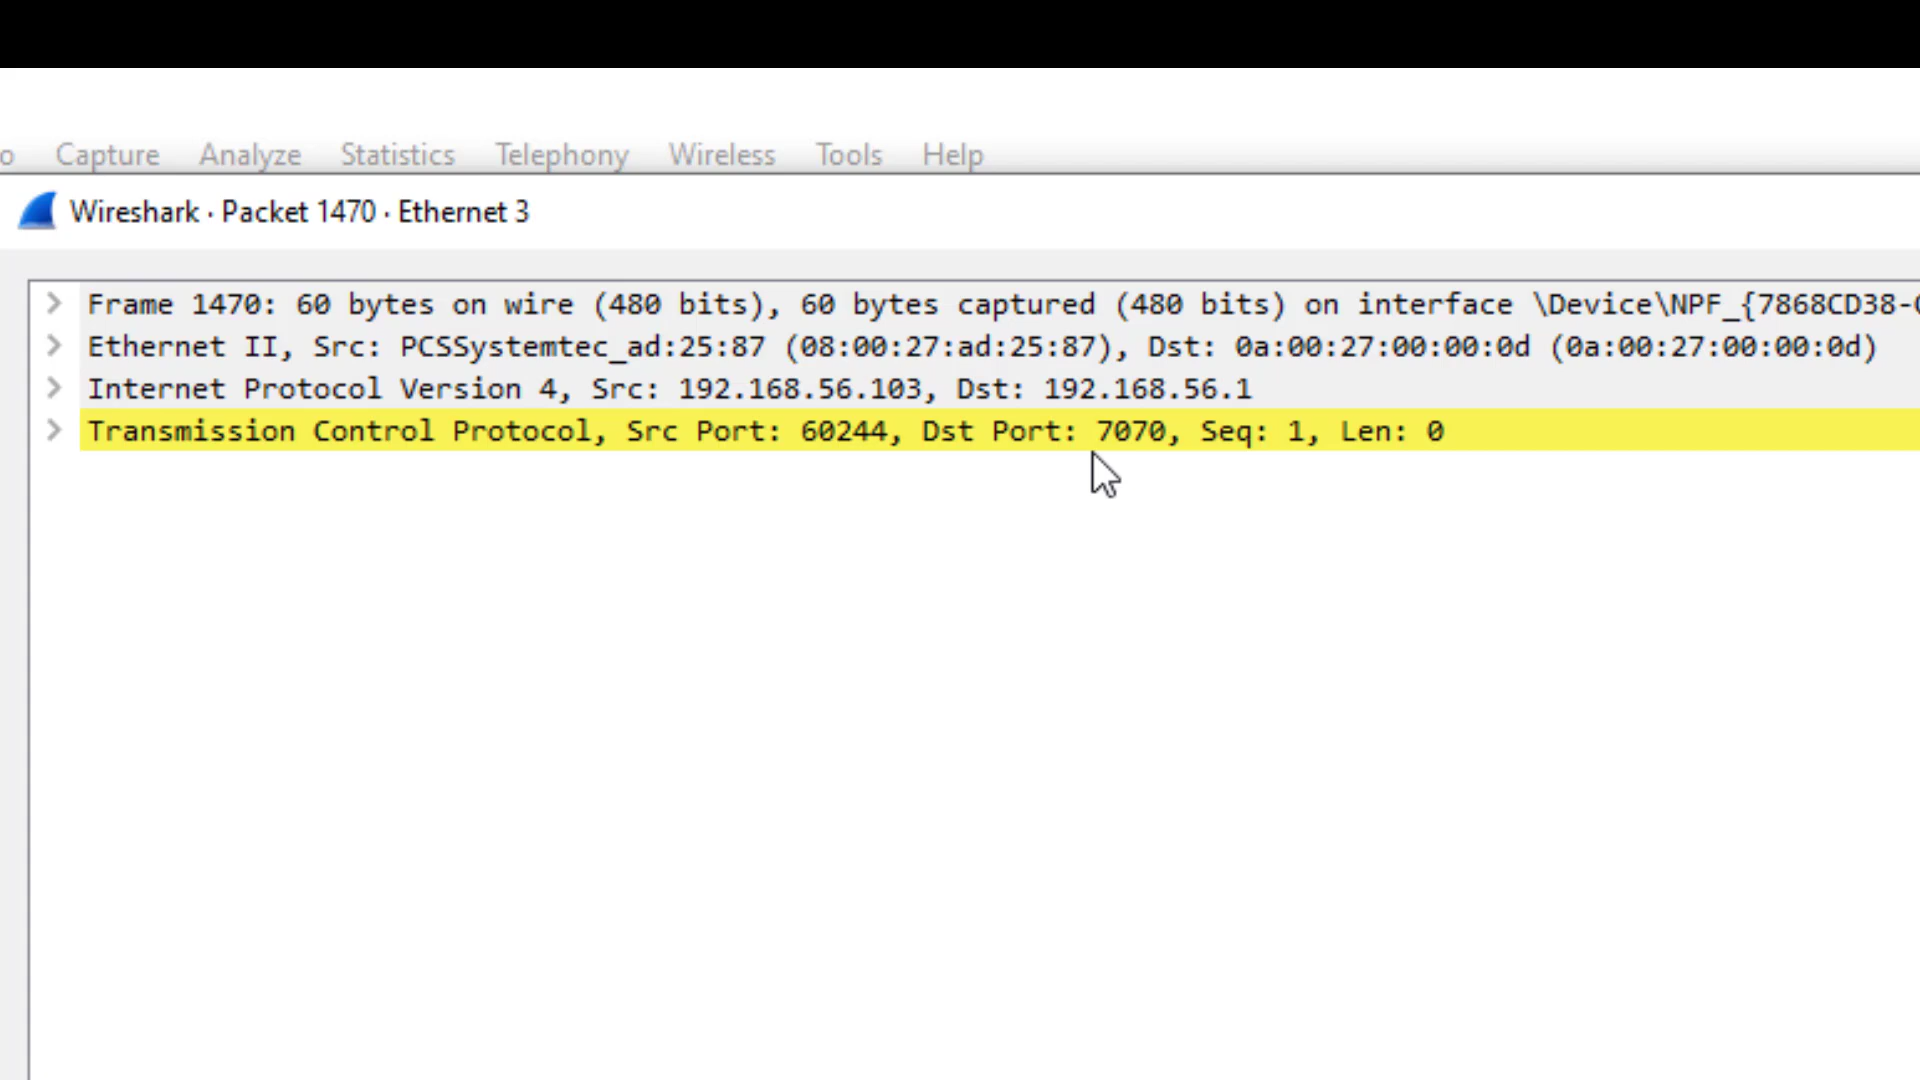 o Capture Analyze Statistics Telephony Wireless Tools Help
Wireshark · Packet 1470 · Ethernet 3
Frame 1470: 60 bytes on wire (480 bits), 60 bytes captured (480 bits) on interface \Device\NPF_{7868CD38-
Ethernet II, Src: PCSSystemtec_ad:25:87 (08:00:27:ad:25:87), Dst: 0a:00:27:00:00:0d (0a:00:27:00:00:0d)
Internet Protocol Version 4, Src: 192.168.56.103, Dst: 192.168.56.1
Transmission Control Protocol, Src Port: 60244, Dst Port: 7070, Seq: 1, Len: 0